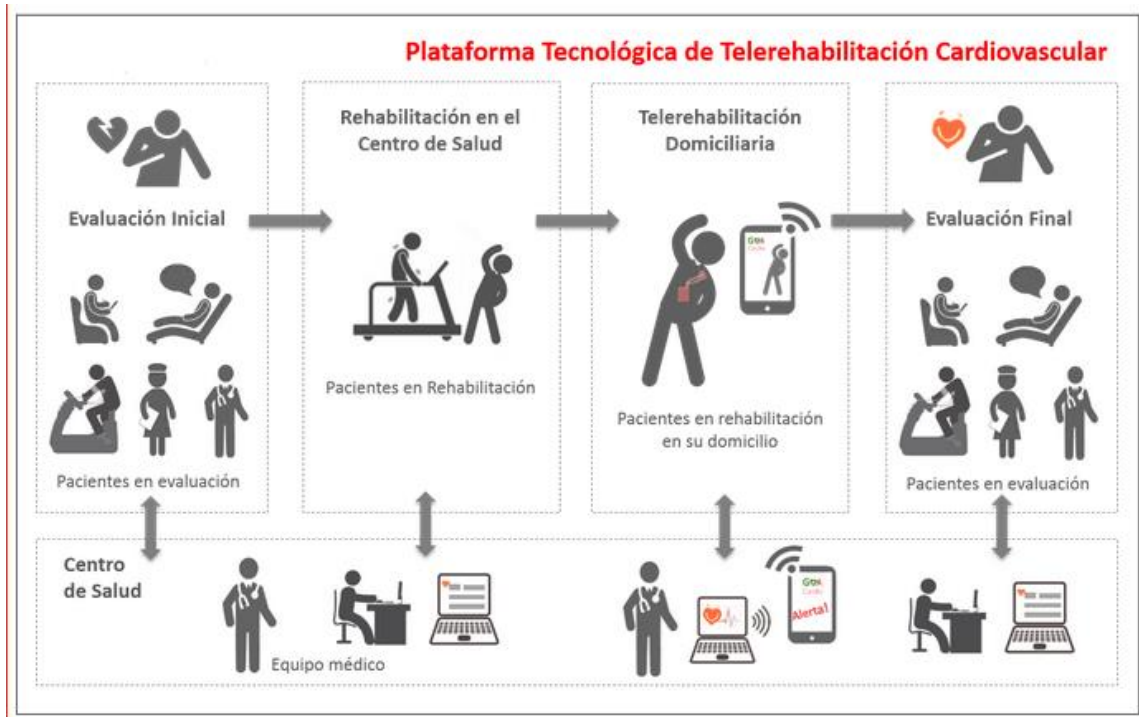 Plataforma Tecnológica de Telerehabilitación Cardiovascular
Evaluación Inicial
Pacientes en evaluación
Rehabilitación en el
Centro de Salud
Pacientes en Rehabilitación
Telerehabilitación
Domiciliaria
Pacientes en rehabilitación
en su domicilio
Evaluación Final
Pacientes en evaluación
Centro
de Salud
Equipo médico
Alerta!